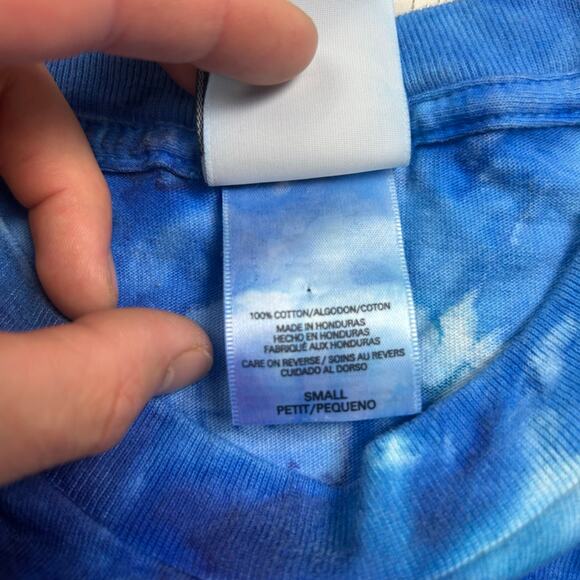 100% COTTON/ALGODON/COTON
MADE IN HONDURAS
HECHO EN HONDURAS
FABRIQUÉ AUX HONDURAS
CARE ON REVERSE / SOINS AU REVERS
CUIDADO AL DORSO
SMALL
PETIT/PEQUENO